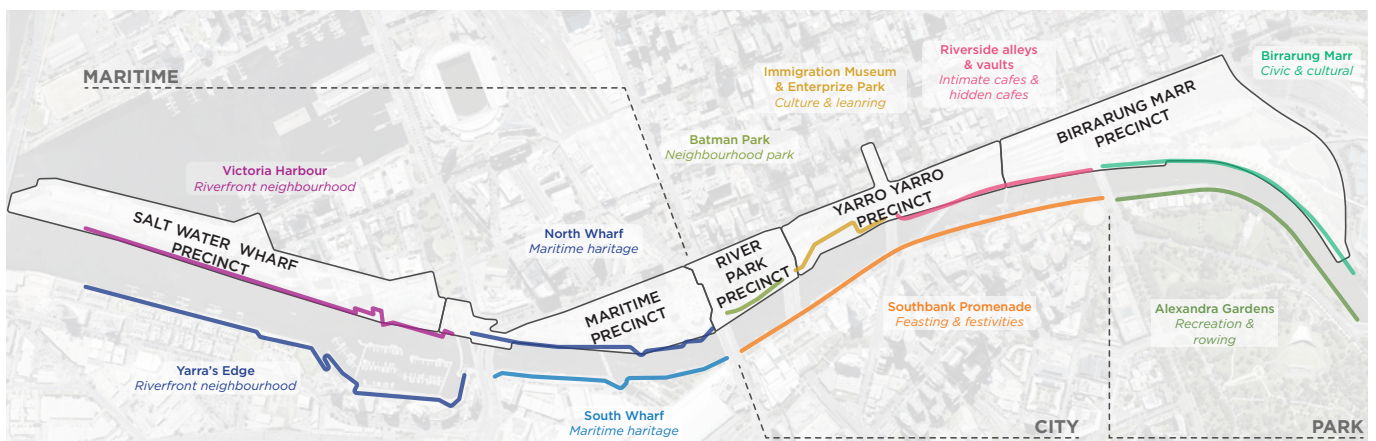 MARITIME
Victoria Harbour
Riverfront neighbourhood
SALT WATER WHARF
PRECINCT
Yarra's Edge
Riverfront neighbourhood
North Wharf
Maritime haritage
MARITIME
PRECINCT
South Wharf
Maritime haritage
Batman Park
Neighbourhood park
RIVER
PARK
PRECINCT
Immigration Museum
& Enterprize Park
Culture & leanring
YARRO YARRO
PRECINCT
Riverside alleys
& vaults
Intimate cafes &
hidden cafes
Southbank Promenade
Feasting & festivities
CITY
BIRRARUNG MARR
PRECINCT
Birrarung Marr
Civic & cultural
Alexandra Gardens
Recreation &
rowing
PARK